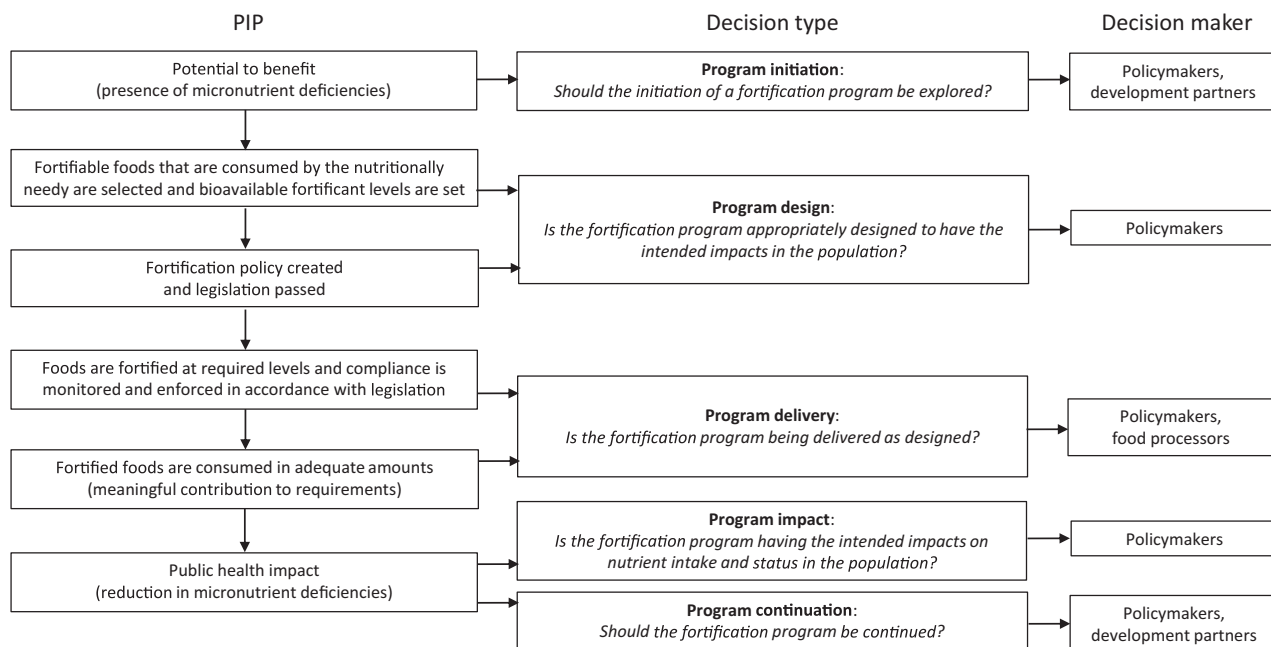 PIP
Decision type
Decision maker
Potential to benefit
(presence of micronutrient deficiencies)
Program initiation:
Should the initiation of a fortification program be explored?
Policymakers,
development partners
Fortifiable foods that are consumed by the nutritionally
needy are selected and bioavailable fortificant levels are set
Fortification policy created
and legislation passed
Program design:
Is the fortification program appropriately designed to have the
intended impacts in the population?
Policymakers
Foods are fortified at required levels and compliance is
monitored and enforced in accordance with legislation
Fortified foods are consumed in adequate amounts
(meaningful contribution to requirements)
Program delivery:
Is the fortification program being delivered as designed?
Policymakers,
food processors
Public health impact
(reduction in micronutrient deficiencies)
Program impact:
Is the fortification program having the intended impacts on
nutrient intake and status in the population?
Policymakers
Program continuation:
Should the fortification program be continued?
Policymakers,
development partners